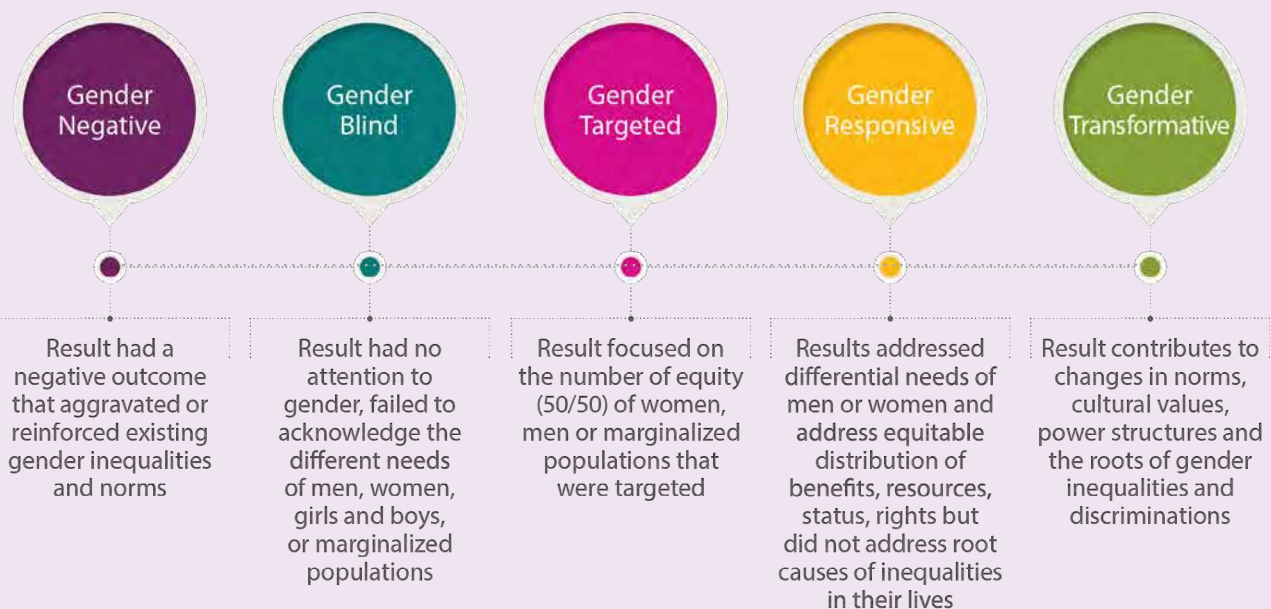 Gender
Negative
Gender
Blind
Gender
Targeted
Gender
Responsive
Gender
Transformative
Result had a
negative outcome
that aggravated or
reinforced existing
gender inequalities
and norms
Result had no
attention to
gender, failed to
acknowledge the
different needs
of men, women,
girls and boys,
or marginalized
populations
Result focused on
the number of equity
(50/50) of women,
men or marginalized
populations that
were targeted
Results addressed
differential needs of
men or women and
address equitable
distribution of
benefits, resources,
status, rights but
did not address root
causes of inequalities
in their lives
Result contributes to
changes in norms,
cultural values,
power structures and
the roots of gender
inequalities and
discriminations